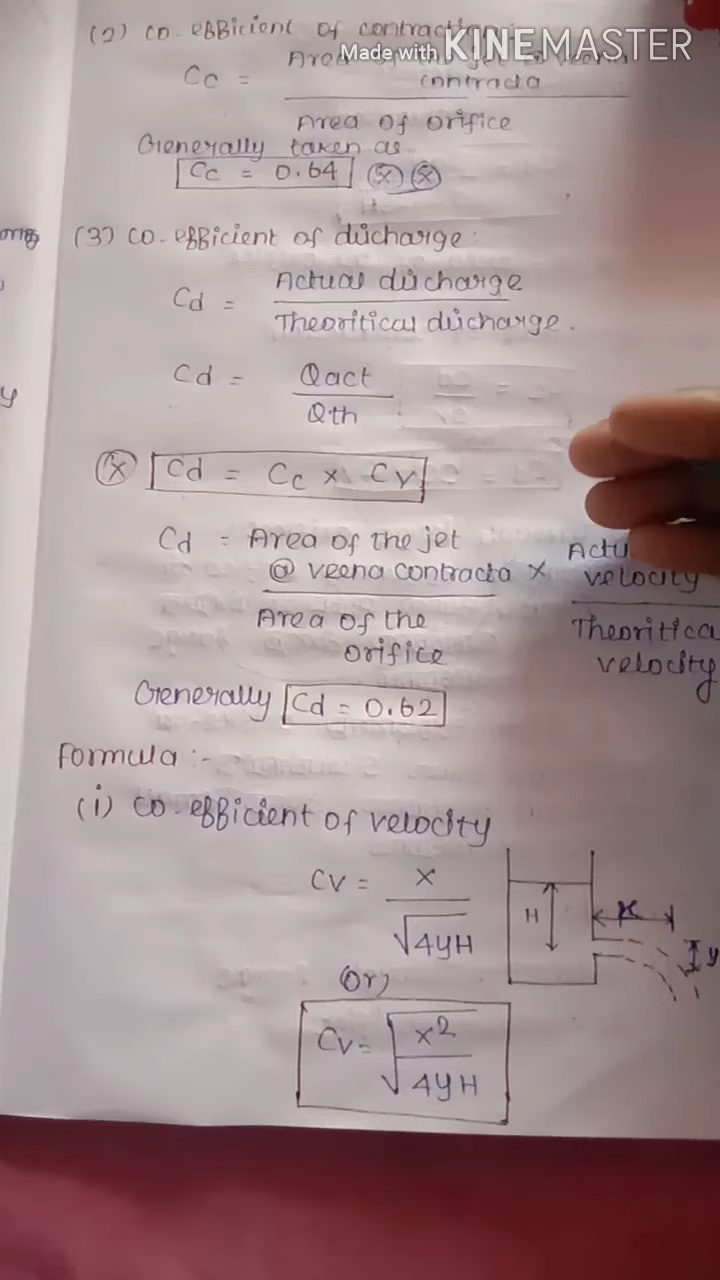 (2) co-efficient of contraction
Made with KINEMASTER
Area
contracta
Cc =
Area of orifice
Generally taken as
Cc = 0.64
(3) co-efficient of discharge:
Cd = Actual discharge
Theoritical discharge.
Cd = Qact
Qth
Cd = Cc x Cv
Cd = Area of the jet
@ veena contracta x
Area of the
orifice
Actu
velocity
Theoritica
velocity
Generally Cd = 0.62
Formula :-
(i) co-efficient of velocity
Cv = x
√4yH
(or)
Cv = √x²
4yH
H
x
y